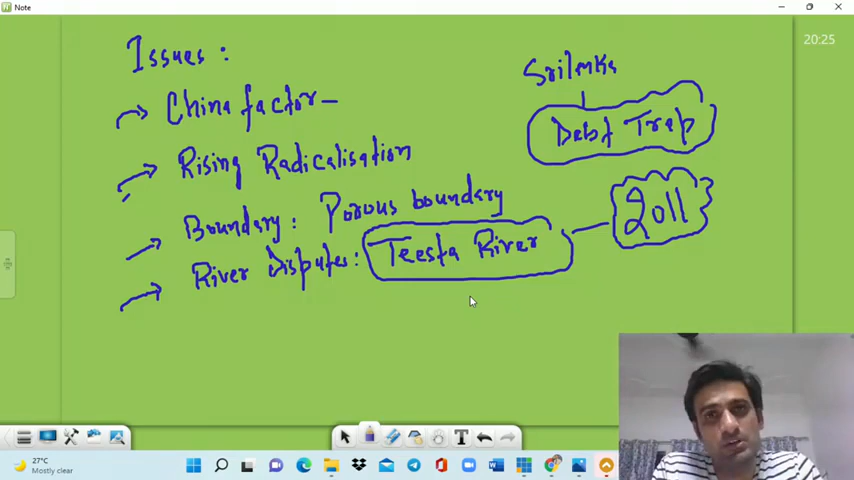 Note
20:25
Issues :
China factor -
Rising Radicalisation
Boundary : Porous boundary
River Disputes : Teesta River
2011
Srilanka
Debt Trap
27°C
Mostly clear